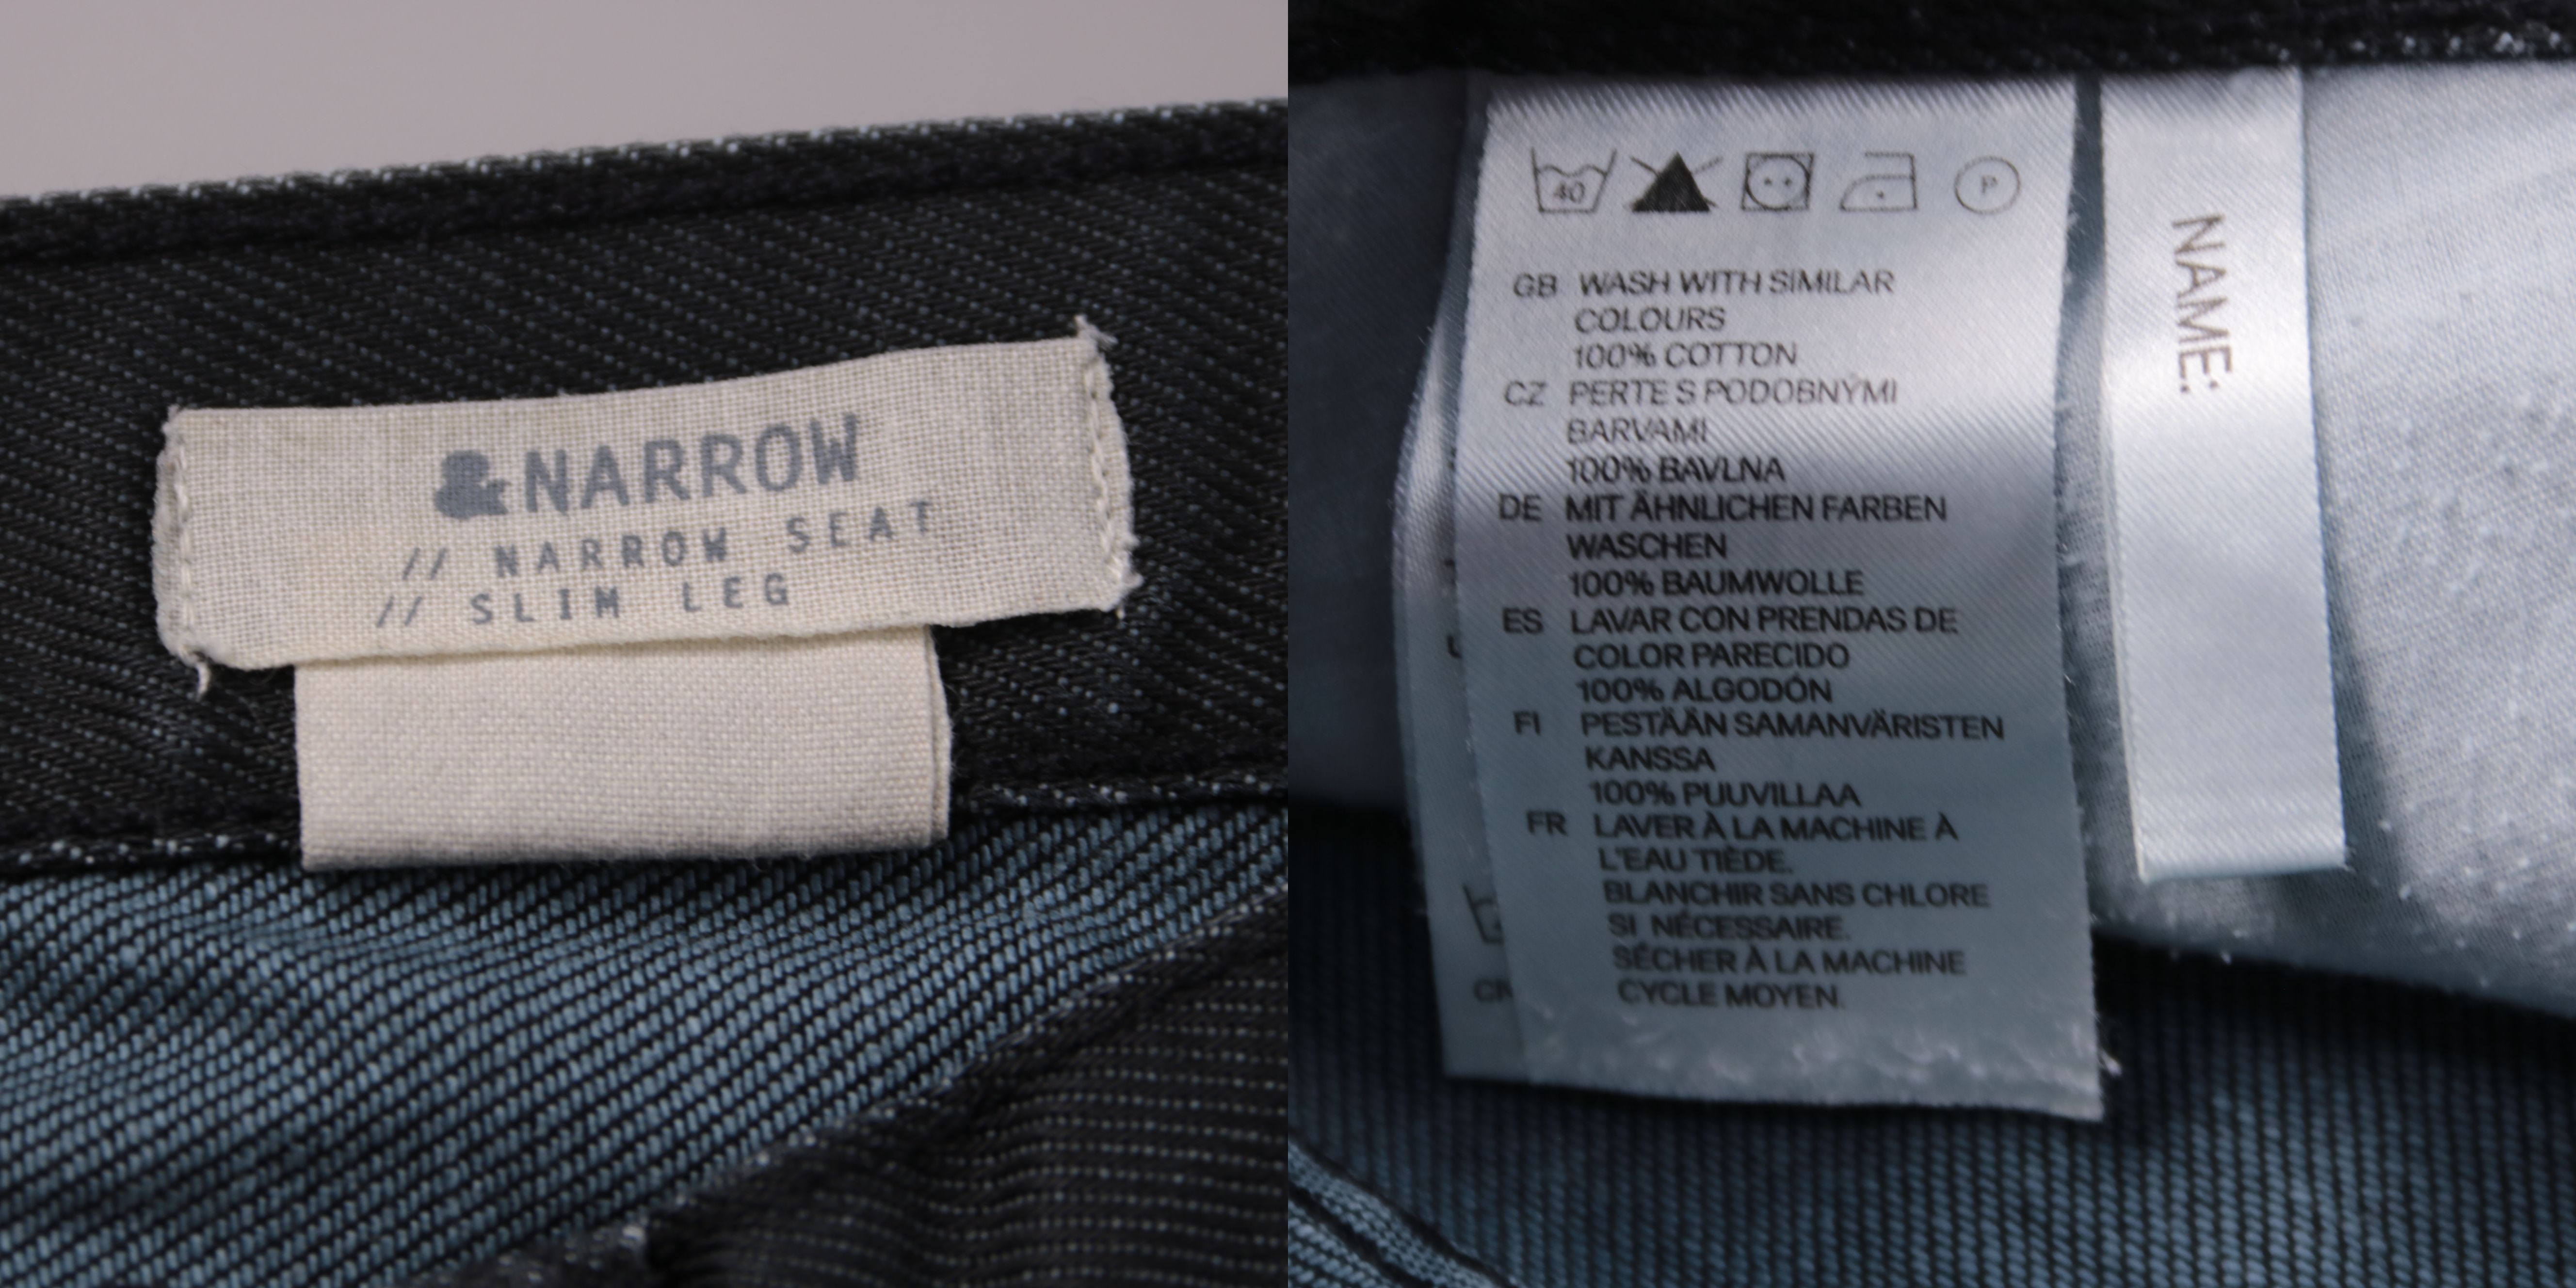 &NARROW
// NARROW SEAT
// SLIM LEG
40
P
GB WASH WITH SIMILAR
COLOURS
100% COTTON
CZ PERTE S PODOBNÝMI
BARVAMI
100% BAVLNA
DE MIT ÄHNLICHEN FARBEN
WASCHEN
100% BAUMWOLLE
ES LAVAR CON PRENDAS DE
COLOR PARECIDO
100% ALGODÓN
FI PESTÄÄN SAMANVÄRISTEN
KANSSA
100% PUUVILLAA
FR LAVER À LA MACHINE À
L'EAU TIÈDE.
BLANCHIR SANS CHLORE
SI NÉCESSAIRE.
SÉCHER À LA MACHINE
CYCLE MOYEN.
NAME: